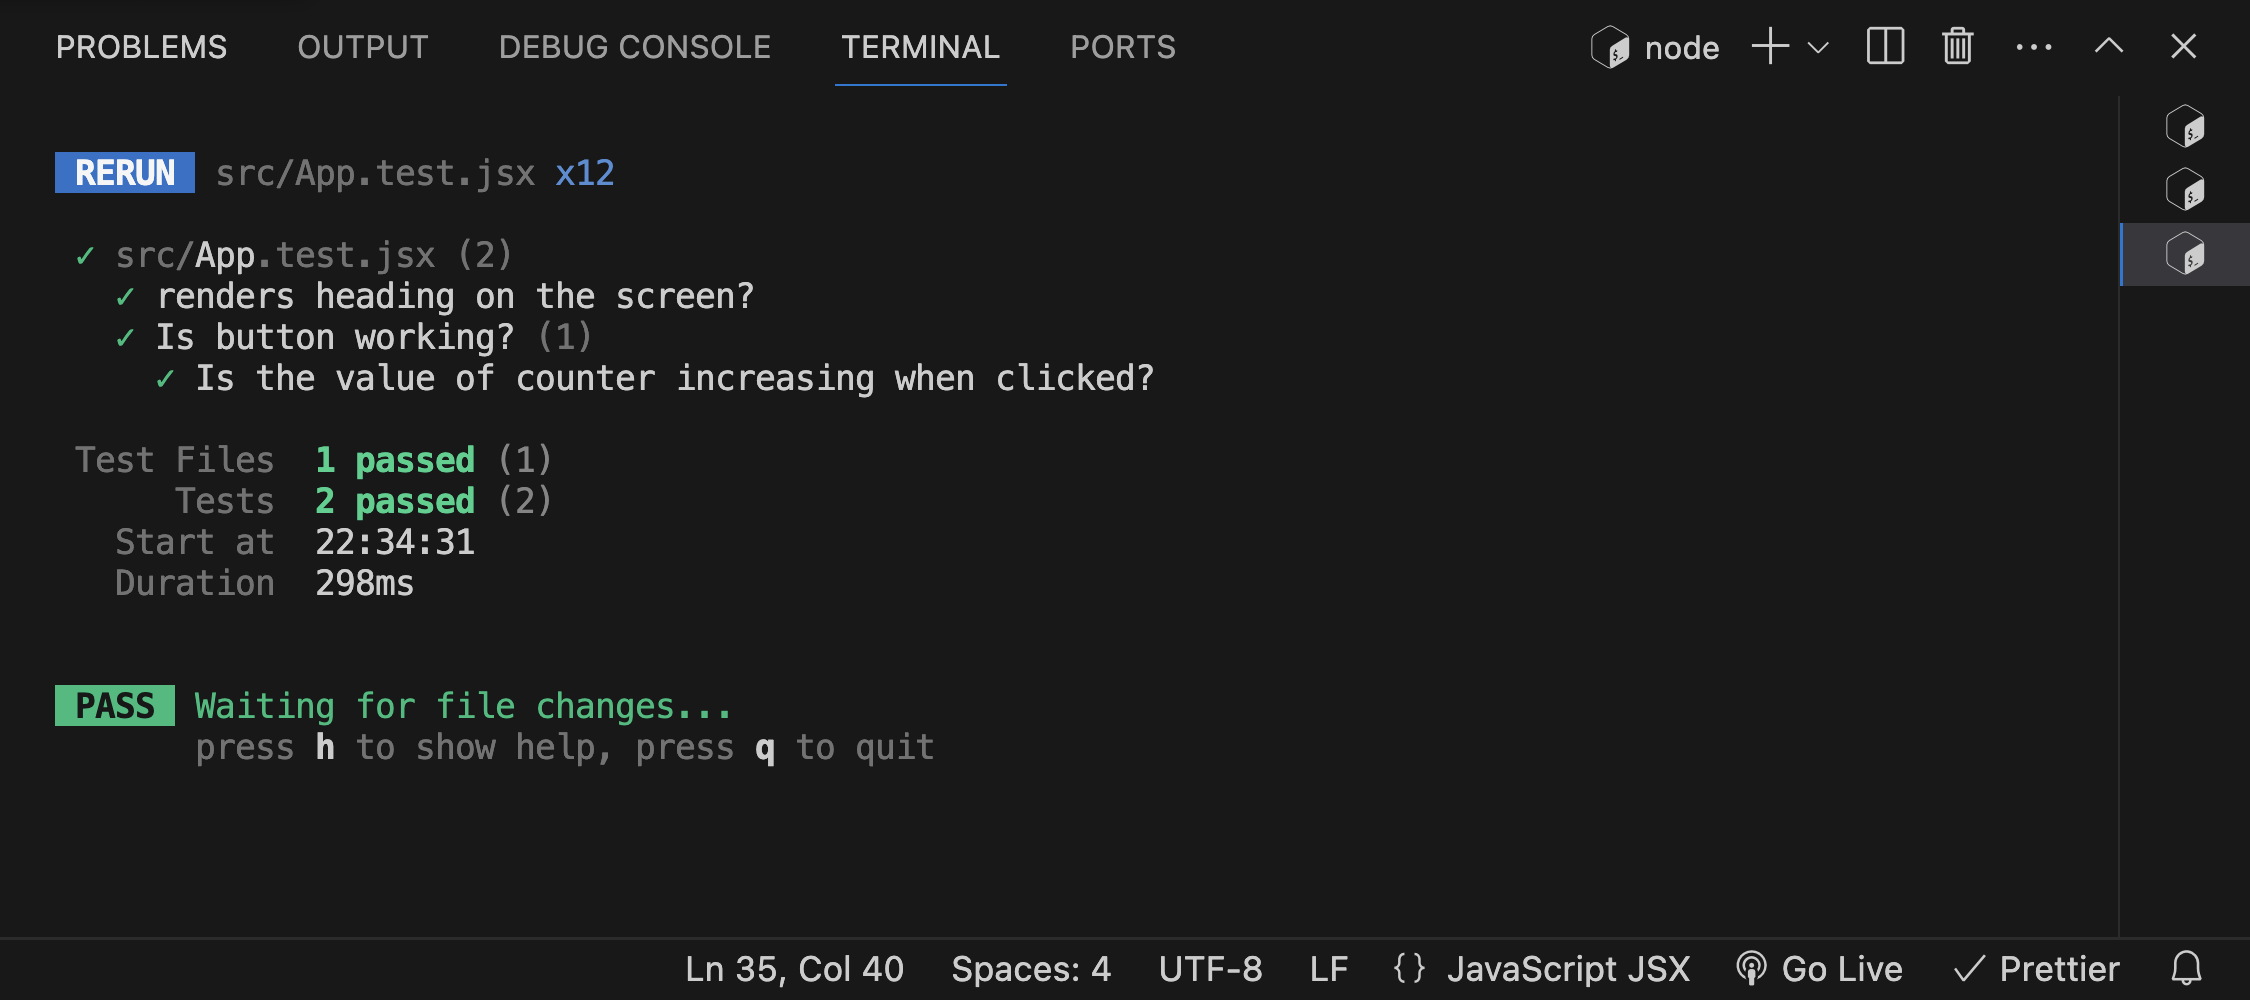 PROBLEMS OUTPUT DEBUG CONSOLE TERMINAL PORTS node
RERUN src/App.test.jsx x12
✓ src/App.test.jsx (2)
✓ renders heading on the screen?
✓ Is button working? (1)
✓ Is the value of counter increasing when clicked?
Test Files 1 passed (1)
Tests 2 passed (2)
Start at 22:34:31
Duration 298ms
PASS Waiting for file changes...
press h to show help, press q to quit
Ln 35, Col 40 Spaces: 4 UTF-8 LF {} JavaScript JSX Go Live ✓ Prettier